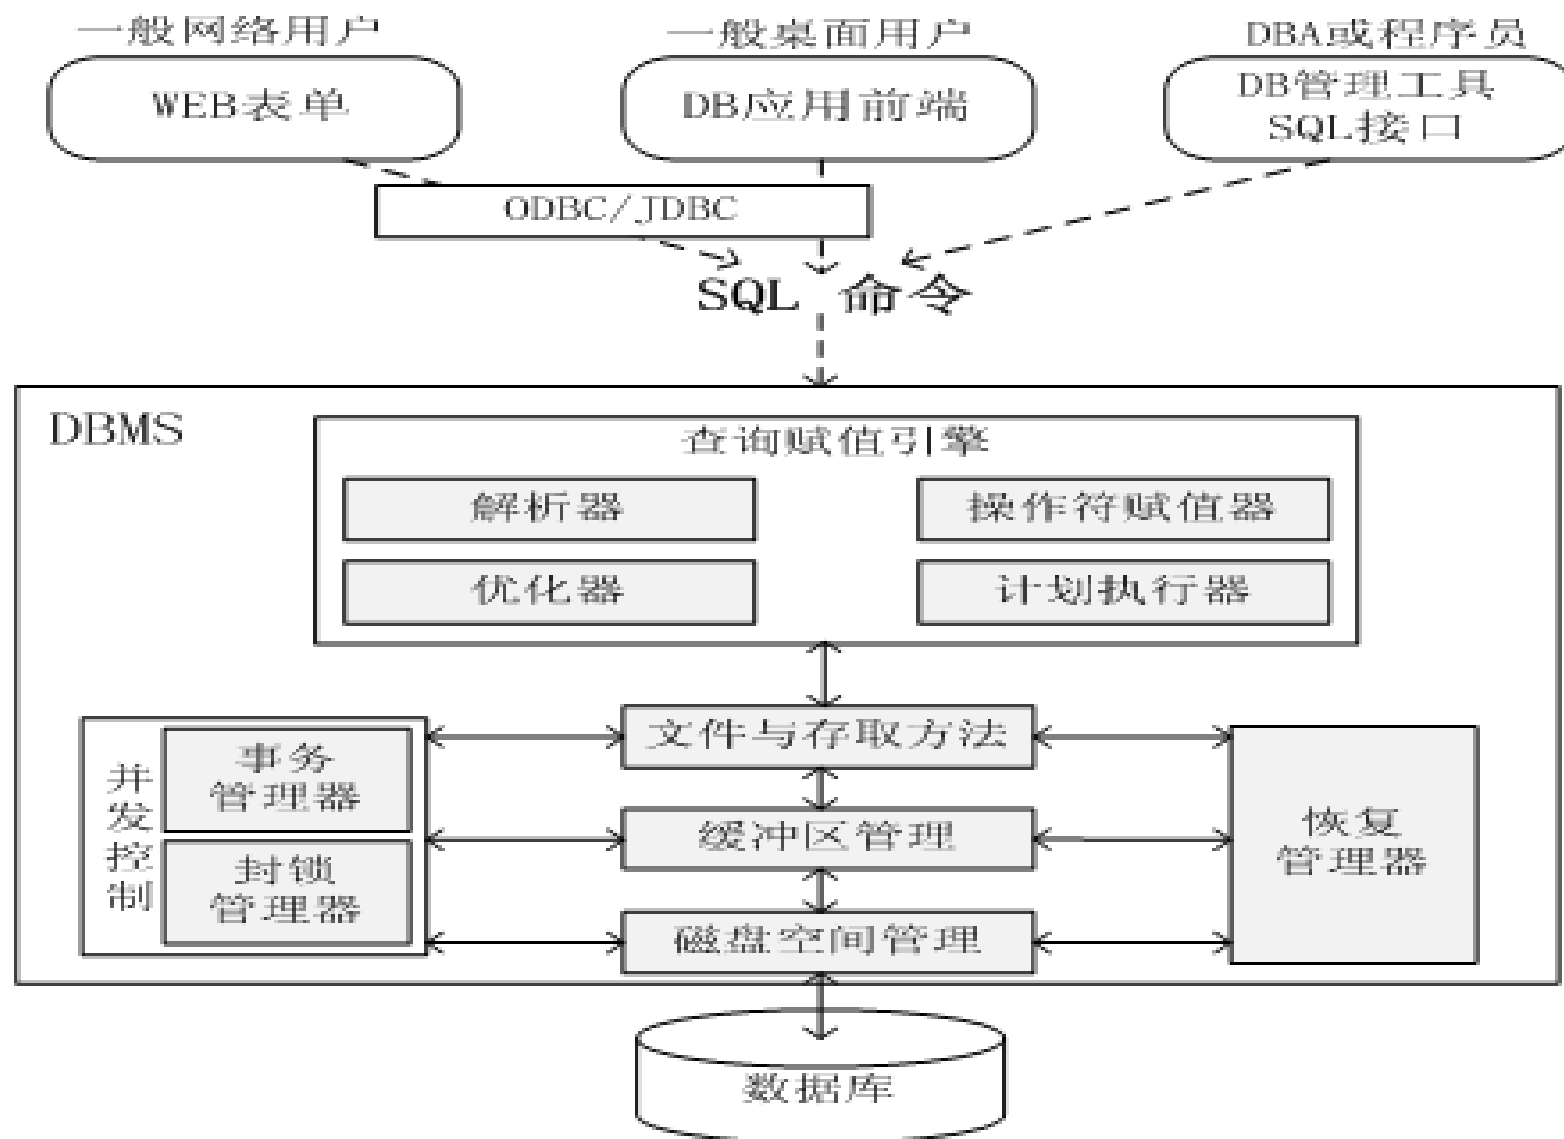 一般网络用户
一般桌面用户
DBA或程序员
WEB表单
DB应用前端
DB管理工具
SQL接口
ODBC/JDBC
SQL 命令
DBMS
查询赋值引擎
解析器
操作符赋值器
优化器
计划执行器
并发控制
事务
管理器
封锁
管理器
文件与存取方法
缓冲区管理
磁盘空间管理
恢复
管理器
数据库